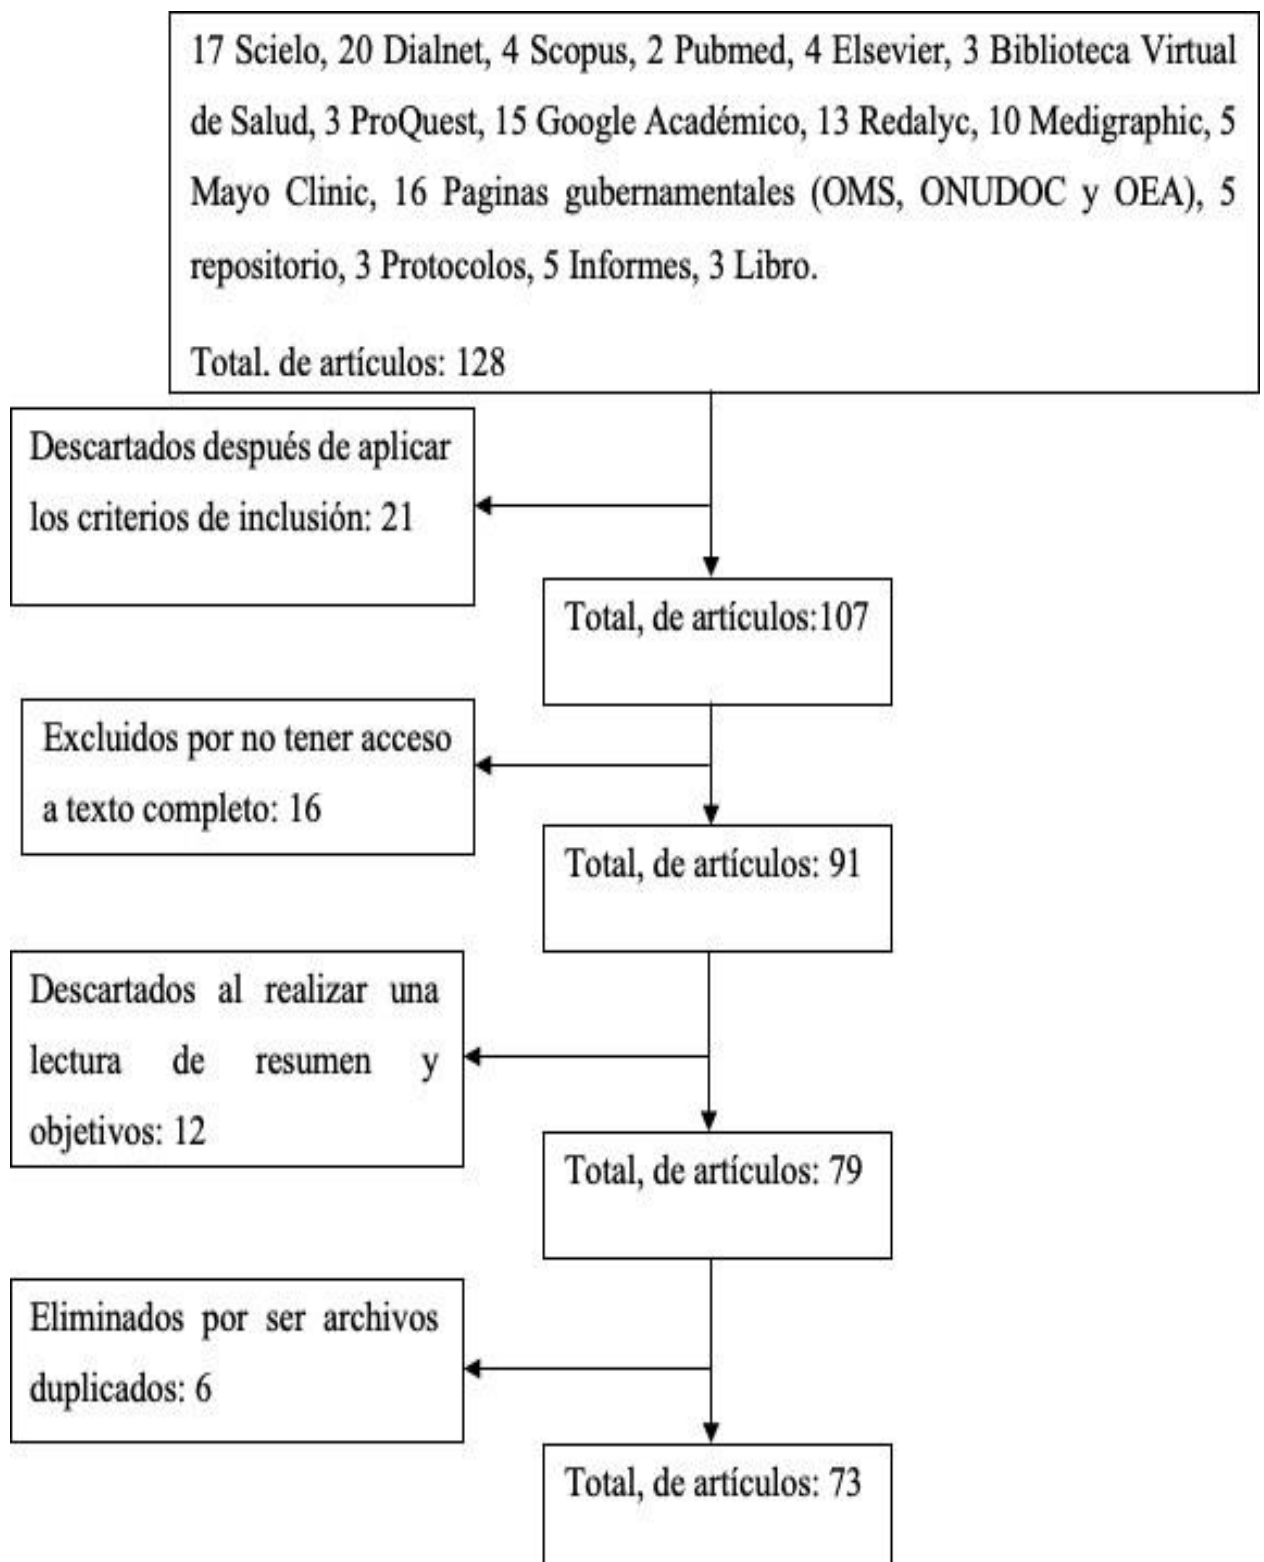 17 Scielo, 20 Dialnet, 4 Scopus, 2 Pubmed, 4 Elsevier, 3 Biblioteca Virtual
de Salud, 3 ProQuest, 15 Google Académico, 13 Redalyc, 10 Medigraphic, 5
Mayo Clinic, 16 Paginas gubernamentales (OMS, ONUDOC y OEA), 5
repositorio, 3 Protocolos, 5 Informes, 3 Libro.
Total. de artículos: 128
Descartados después de aplicar
los criterios de inclusión: 21
Total, de artículos:107
Excluidos por no tener acceso
a texto completo: 16
Total, de artículos: 91
Descartados al realizar una
lectura de resumen y
objetivos: 12
Total, de artículos: 79
Eliminados por ser archivos
duplicados: 6
Total, de artículos: 73